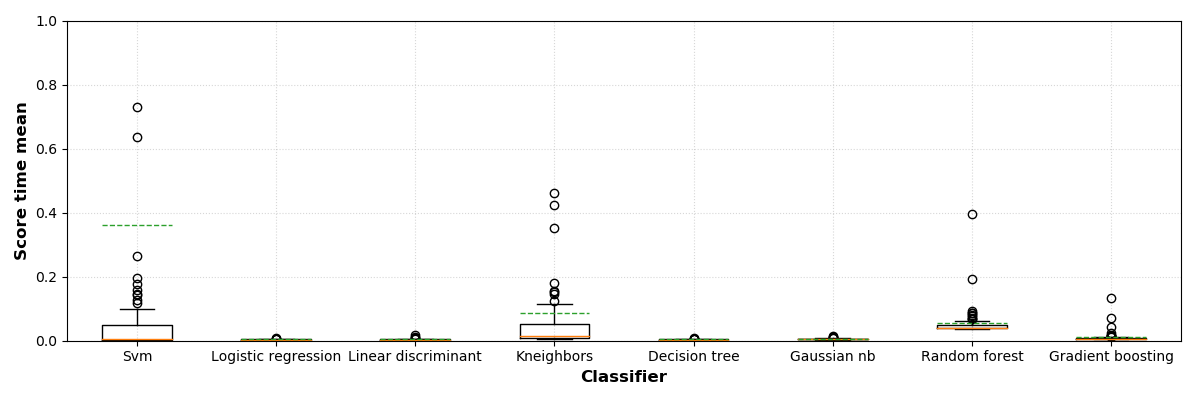 Score time mean
1.0
0.8
0.6
0.4
0.2
0.0
Svm Logistic regression Linear discriminant Kneighbors Decision tree Gaussian nb Random forest Gradient boosting
Classifier